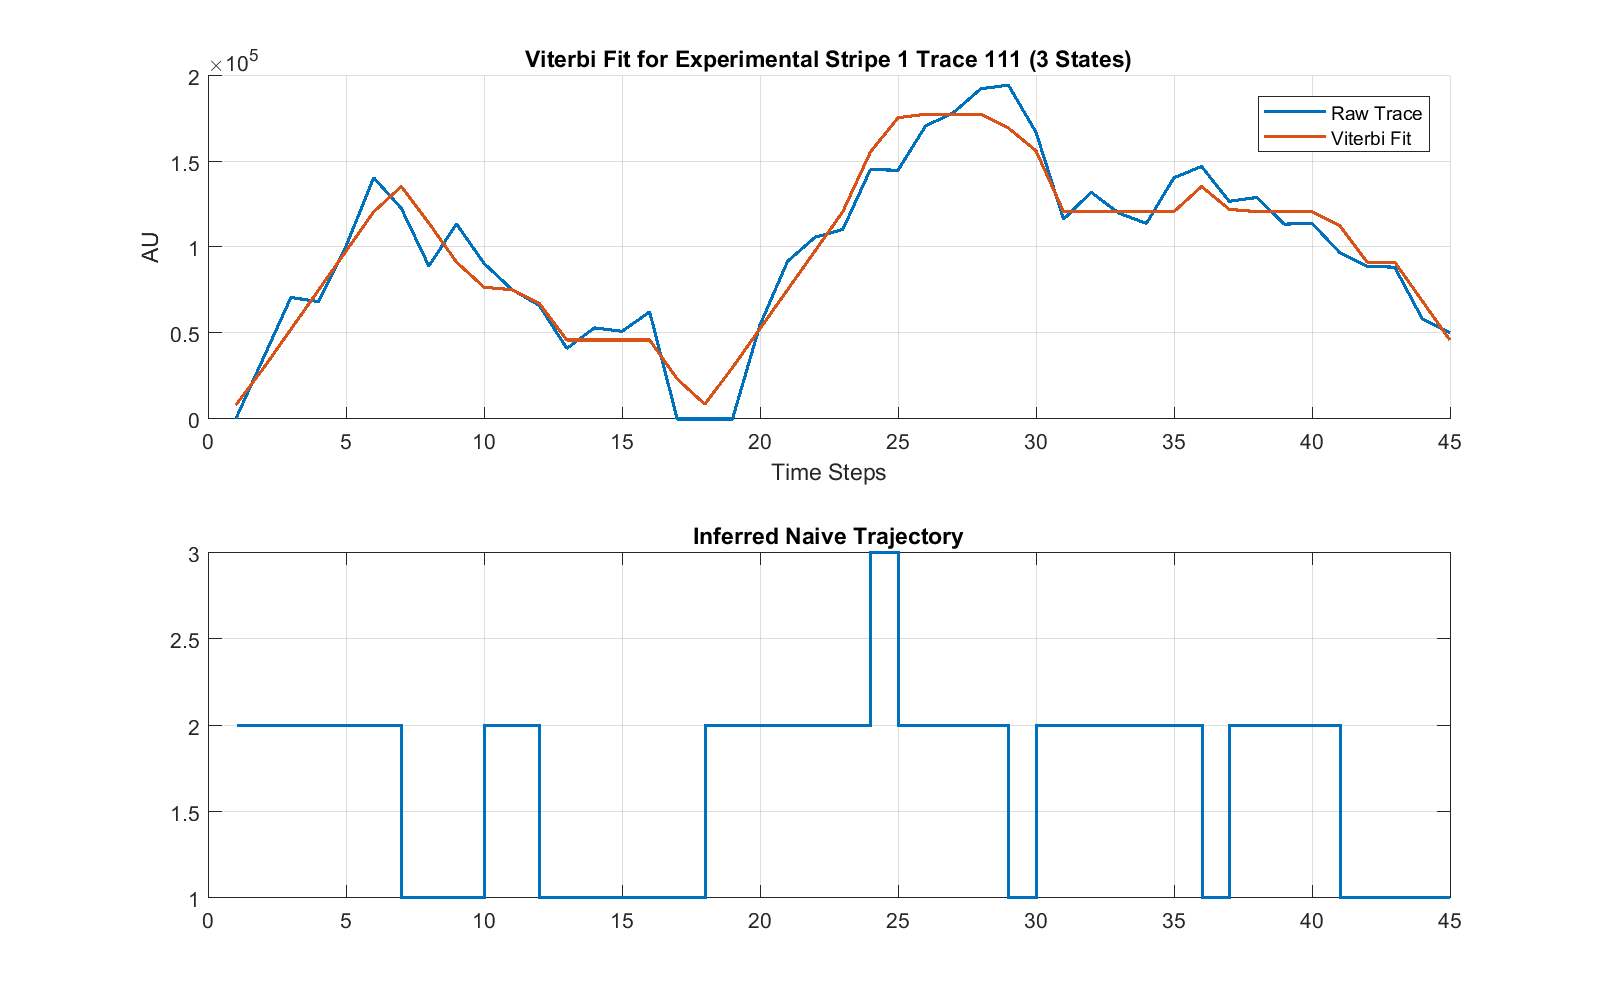 Viterbi Fit for Experimental Stripe 1 Trace 111 (3 States)
×10^5
2
1.5
1
0.5
0
AU
Raw Trace
Viterbi Fit
0 5 10 15 20 25 30 35 40 45
Time Steps
Inferred Naive Trajectory
3
2.5
2
1.5
1
0 5 10 15 20 25 30 35 40 45